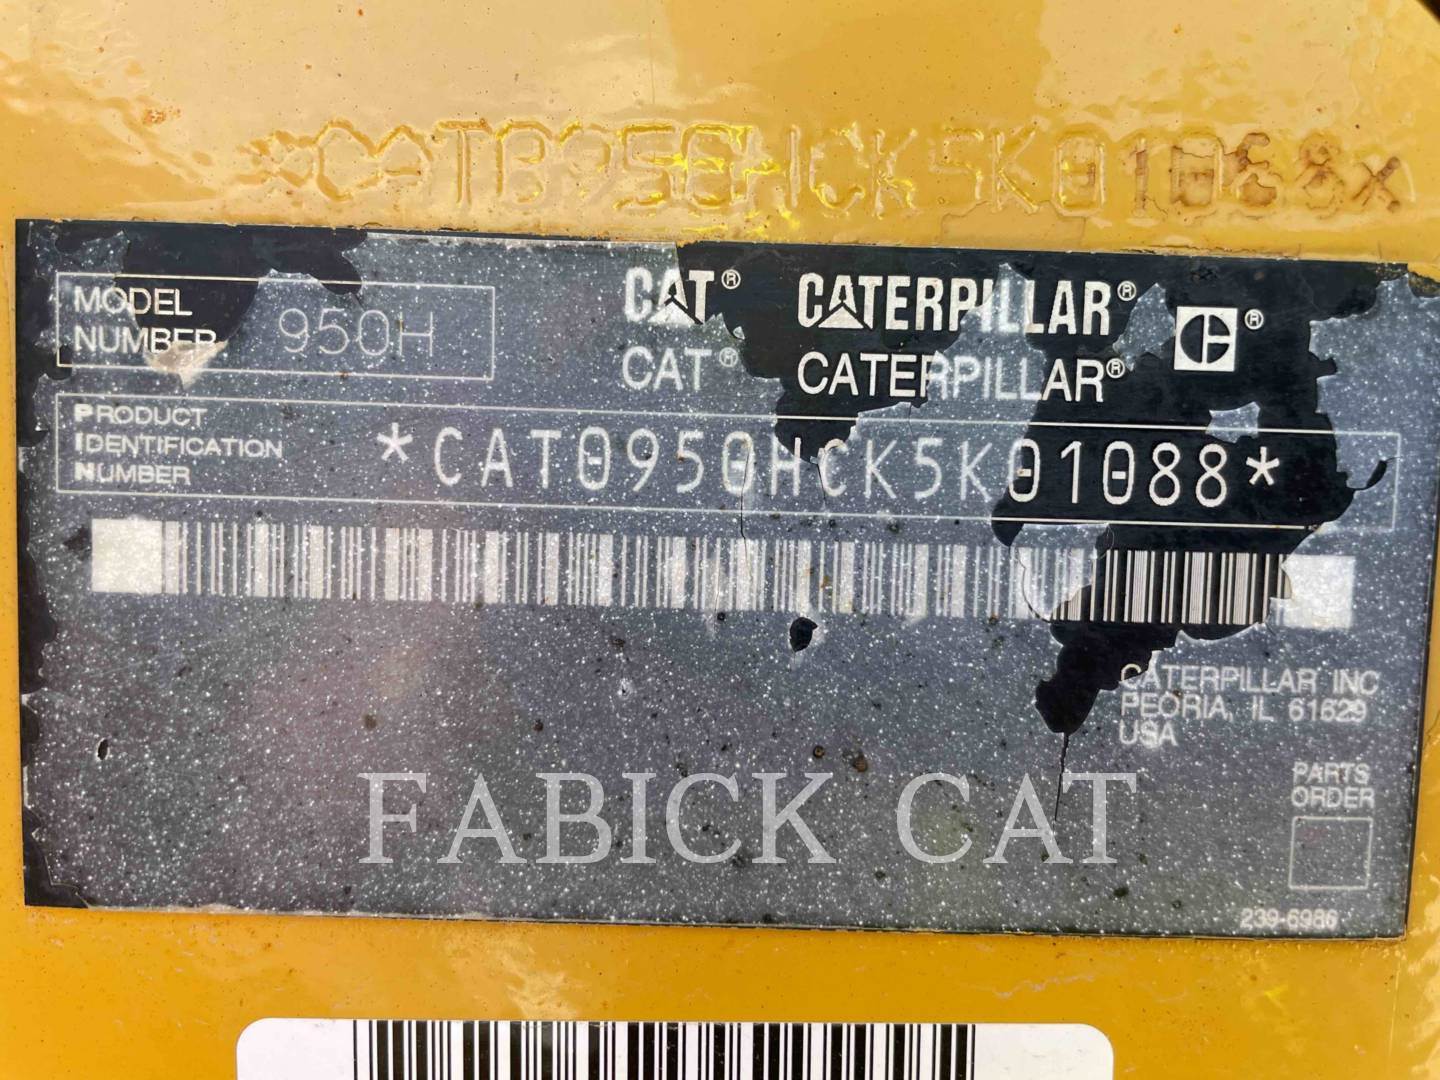 *CAT0950HCK5K01088*
MODEL
NUMBER 950H
CAT® CATERPILLAR®
CAT® CATERPILLAR®
PRODUCT
IDENTIFICATION
NUMBER
*CAT0950HCK5K01088*
CATERPILLAR INC
PEORIA, IL 61629
USA
PARTS
ORDER
FABICK CAT
239-6986